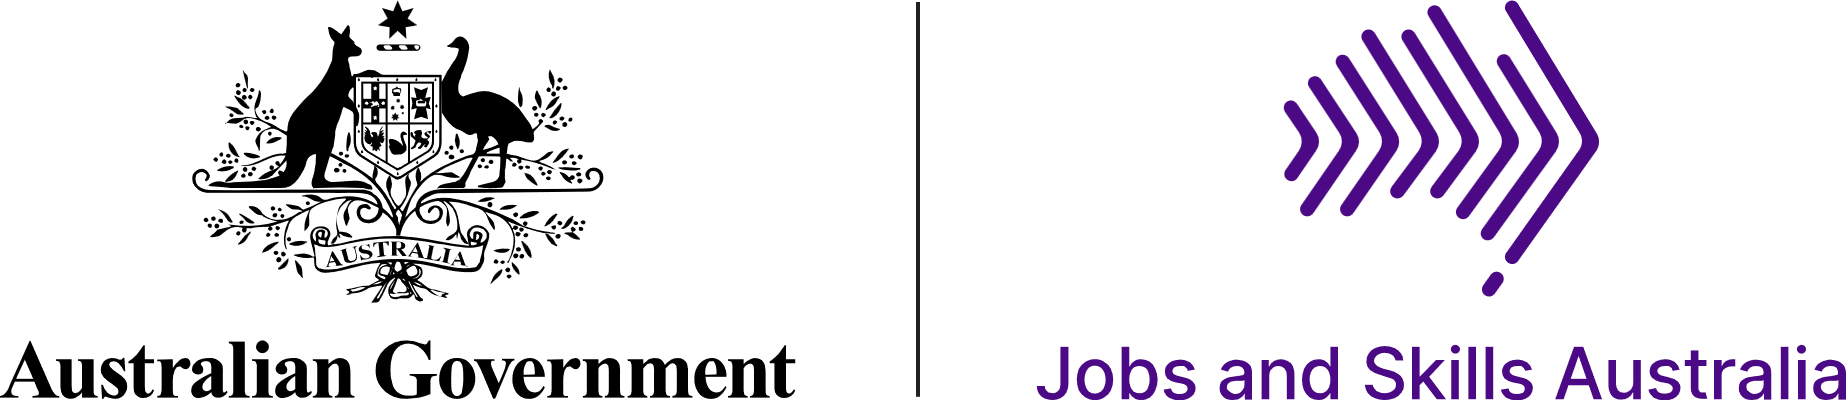 AUSTRALIA
Australian Government
Jobs and Skills Australia